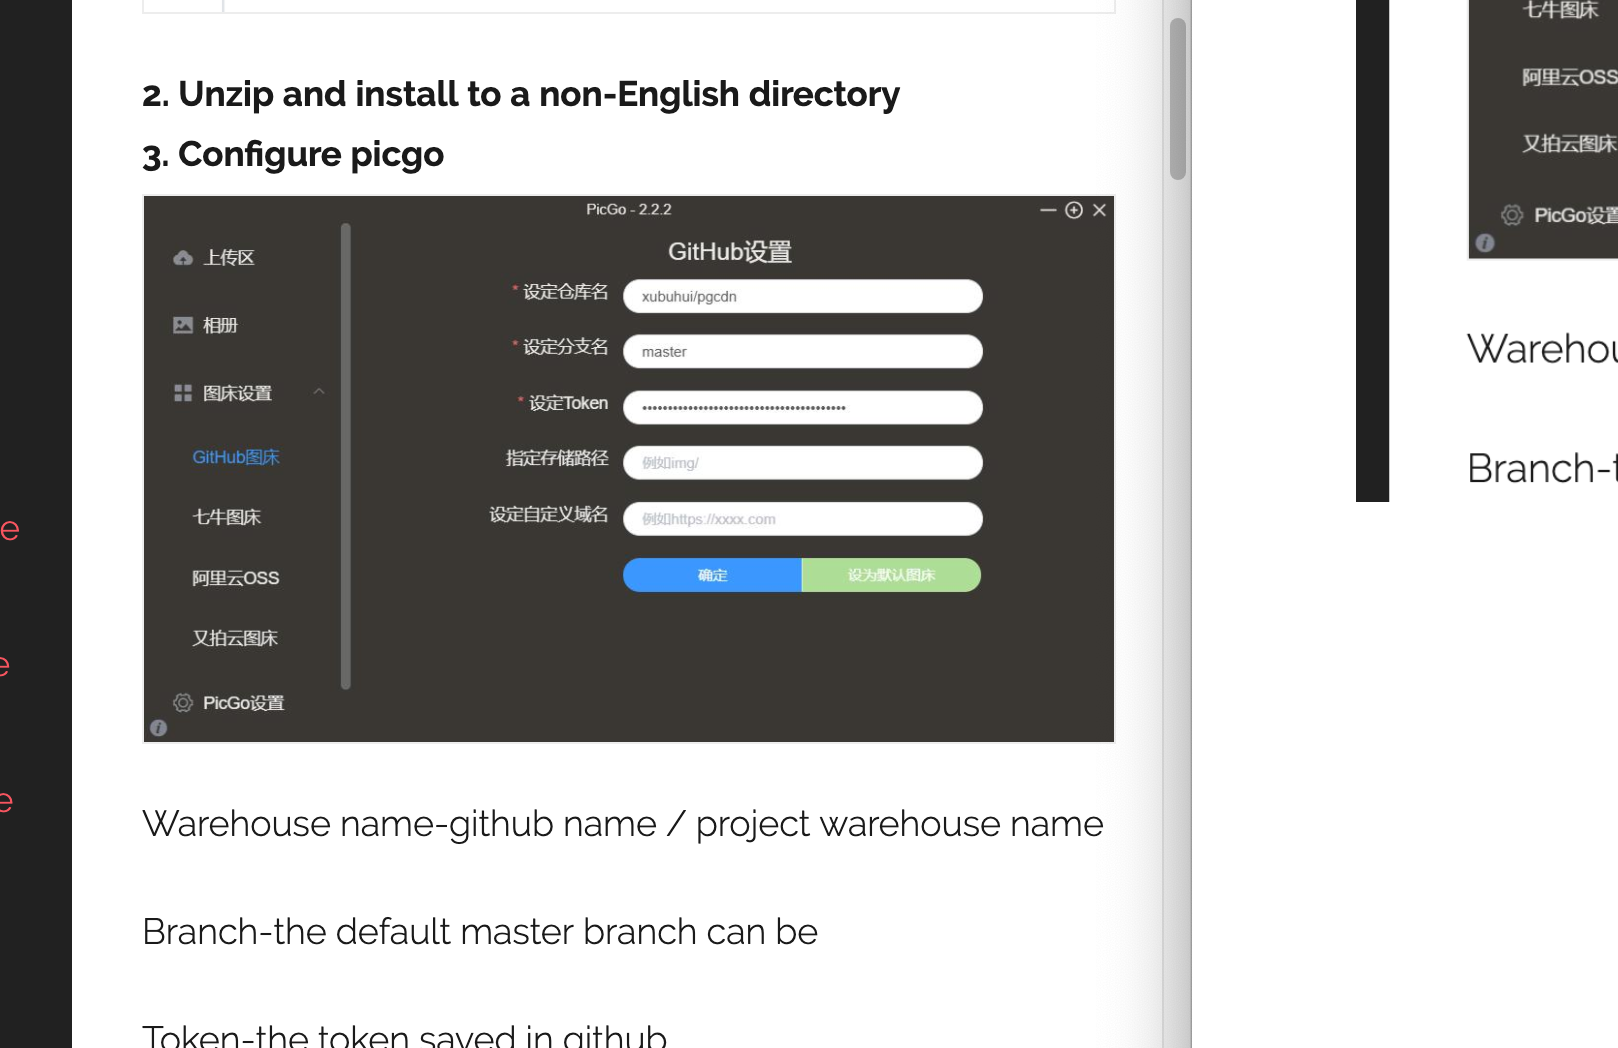 2. Unzip and install to a non-English directory
3. Configure picgo
PicGo - 2.2.2
上传区
相册
图床设置
GitHub图床
七牛图床
阿里云OSS
又拍云图床
PicGo设置
GitHub设置
* 设定仓库名
xubuhui/pgcdn
* 设定分支名
master
* 设定Token
指定存储路径
例如img/
设定自定义域名
例如https://xxxx.com
确定
设为默认图床
Warehouse name-github name / project warehouse name
Branch-the default master branch can be
Token-the token saved in github
e
e
e
七牛图床
阿里云OSS
又拍云图床
PicGo设置
Warehou
Branch-t